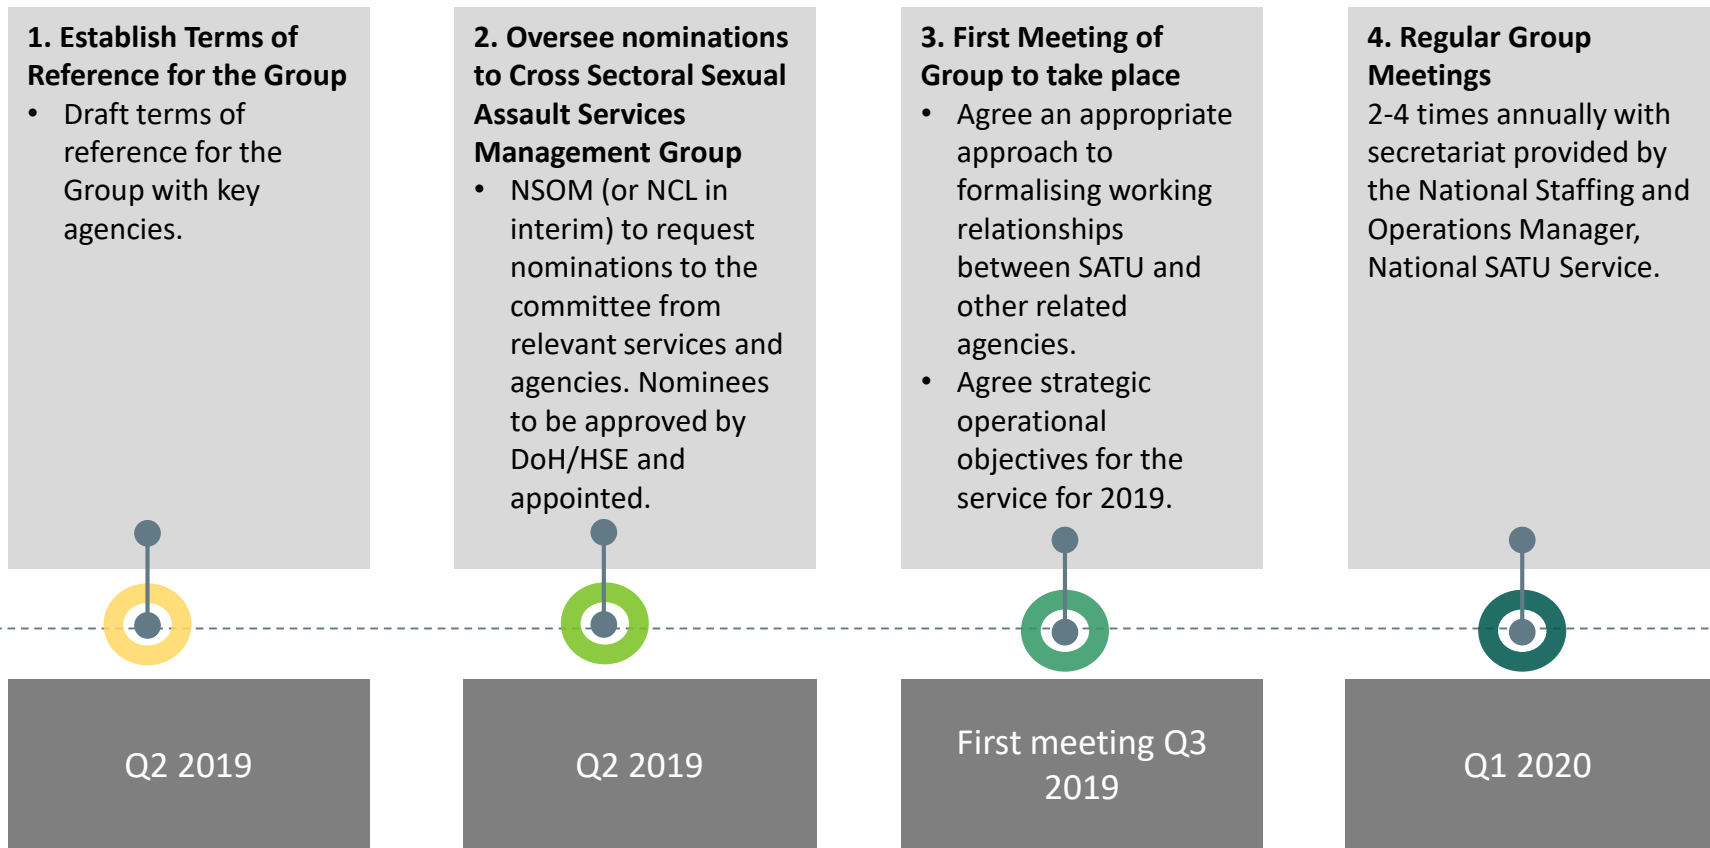 1. Establish Terms of
Reference for the Group
• Draft terms of
reference for the
Group with key
agencies.
2. Oversee nominations
to Cross Sectoral Sexual
Assault Services
Management Group
• NSOM (or NCL in
interim) to request
nominations to the
committee from
relevant services and
agencies. Nominees
to be approved by
DoH/HSE and
appointed.
3. First Meeting of
Group to take place
• Agree an appropriate
approach to
formalising working
relationships
between SATU and
other related
agencies.
• Agree strategic
operational
objectives for the
service for 2019.
4. Regular Group
Meetings
2-4 times annually with
secretariat provided by
the National Staffing and
Operations Manager,
National SATU Service.
Q2 2019
Q2 2019
First meeting Q3
2019
Q1 2020